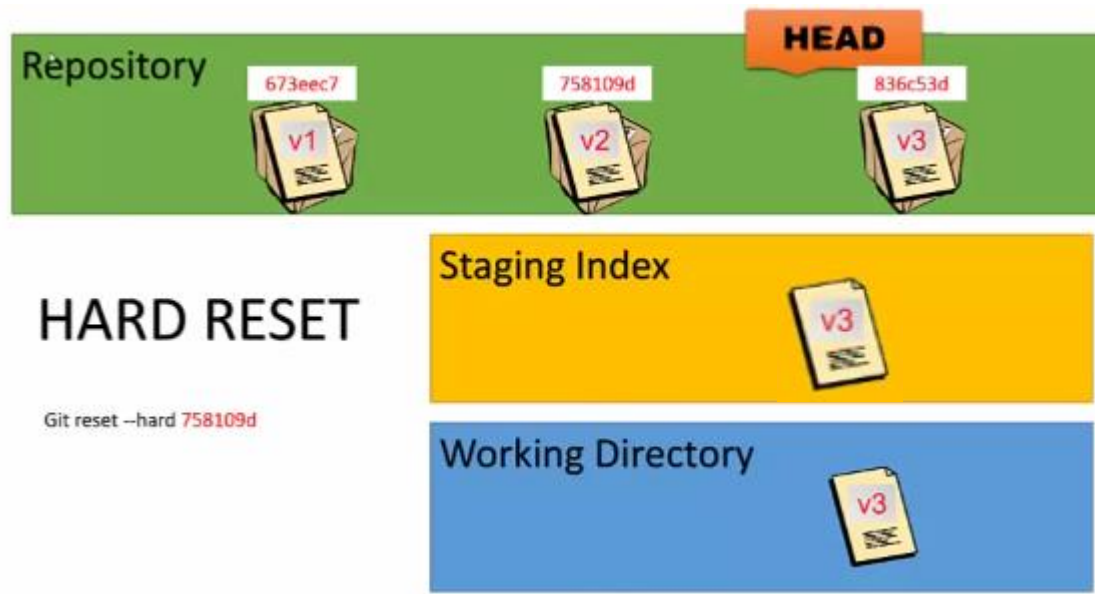 HEAD
Repository
673eec7
758109d
836c53d
v1
v2
v3
Staging Index
v3
HARD RESET
Git reset --hard 758109d
Working Directory
v3